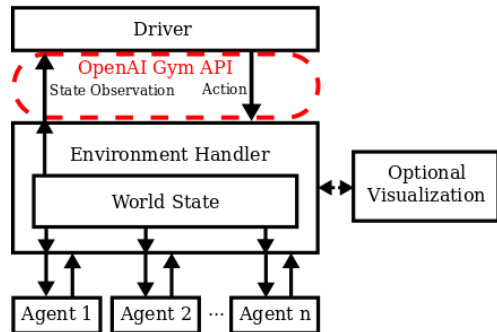 Driver
OpenAI Gym API
State Observation
Action
Environment Handler
World State
Optional
Visualization
Agent 1
Agent 2
...
Agent n